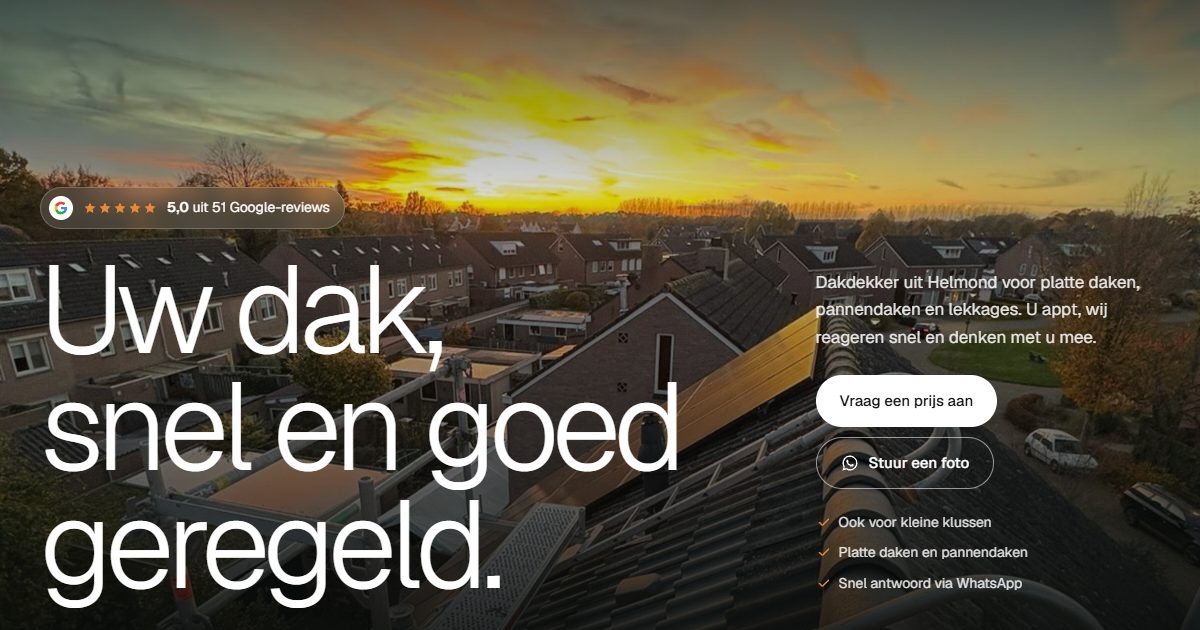 5,0 uit 51 Google-reviews
Uw dak,
snel en goed
geregeld.
Dakdekker uit Helmond voor platte daken,
pannendaken en lekkages. U appt, wij
reageren snel en denken met u mee.
Vraag een prijs aan
Stuur een foto
Ook voor kleine klussen
Platte daken en pannendaken
Snel antwoord via WhatsApp